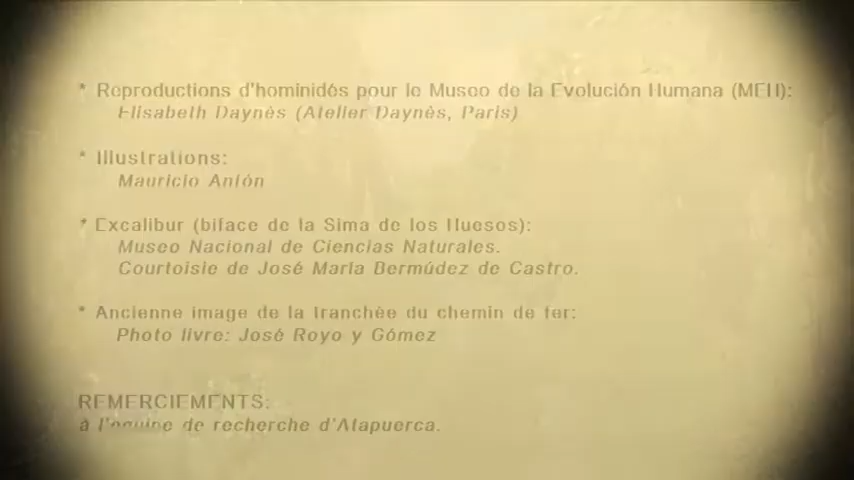 * Reproductions d'hominidés pour le Museo de la Evolución Humana (MEH):
Elisabeth Daynès (Atelier Daynès, Paris)
* Illustrations:
Mauricio Antón
* Excalibur (biface de la Sima de los Huesos):
Museo Nacional de Ciencias Naturales.
Courtoisie de José María Bermúdez de Castro.
* Ancienne image de la tranchée du chemin de fer:
Photo livre: José Royo y Gómez
REMERCIEMENTS:
à l'equipe de recherche d'Atapuerca.